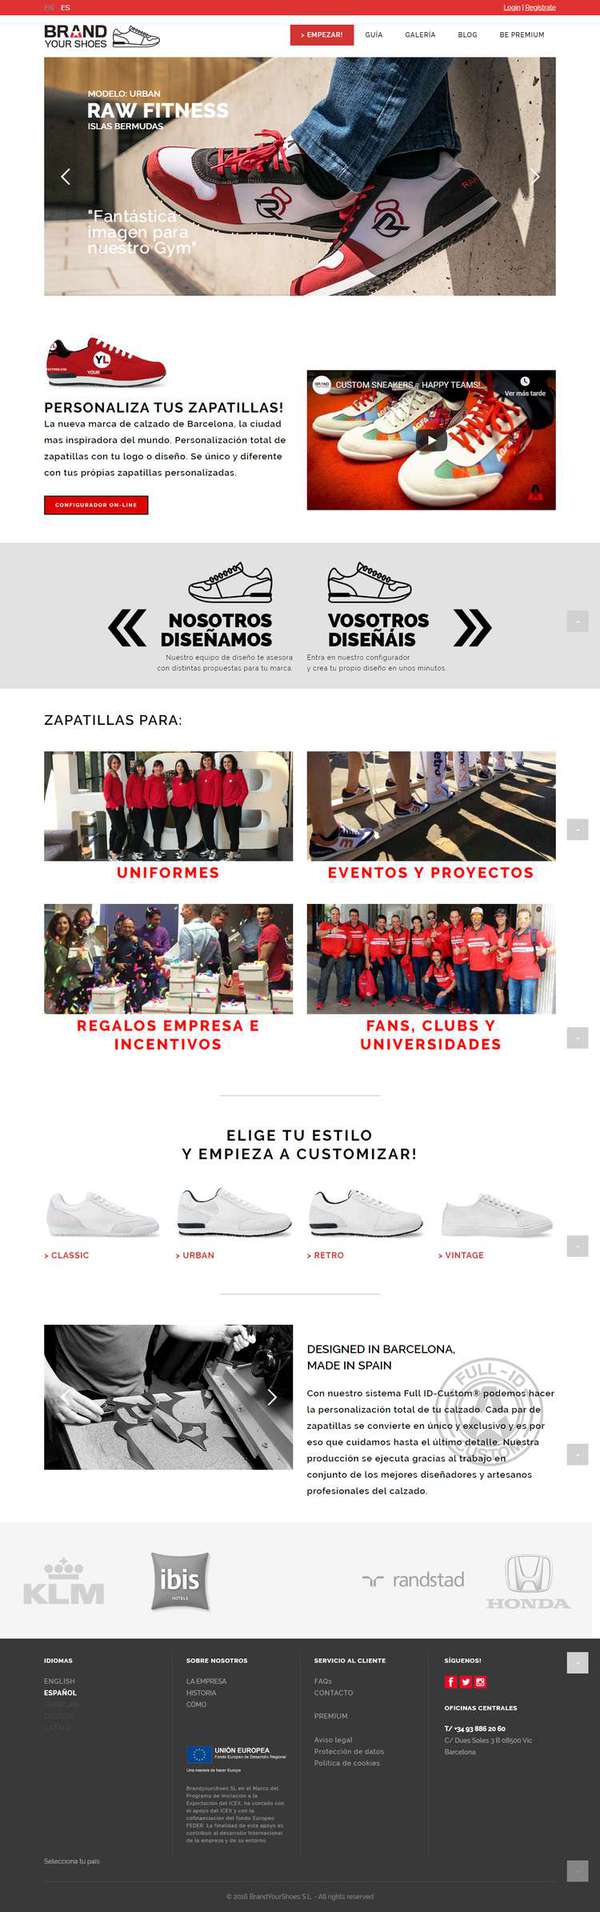 EN ES
Login | Regístrate
BRAND
YOUR SHOES
> EMPEZAR!
GUÍA
GALERÍA
BLOG
BE PREMIUM
MODELO: URBAN
RAW FITNESS
ISLAS BERMUDAS
"Fantástica
imagen para
nuestro Gym"
YL
PERSONALIZA TUS ZAPATILLAS!
La nueva marca de calzado de Barcelona, la ciudad
mas inspiradora del mundo. Personalización total de
zapatillas con tu logo o diseño. Se único y diferente
con tus própias zapatillas personalizadas.
CONFIGURADOR ON-LINE
CUSTOM SNEAKERS, HAPPY TEAMS!
Ver más tarde
NOSOTROS
DISEÑAMOS
Nuestro equipo de diseño te asesora
con distintas propuestas para tu marca.
VOSOTROS
DISEÑÁIS
Entra en nuestro configurador
y crea tu propio diseño en unos minutos.
ZAPATILLAS PARA:
UNIFORMES
EVENTOS Y PROYECTOS
REGALOS EMPRESA E
INCENTIVOS
FANS, CLUBS Y
UNIVERSIDADES
ELIGE TU ESTILO
Y EMPIEZA A CUSTOMIZAR!
> CLASSIC
> URBAN
> RETRO
> VINTAGE
DESIGNED IN BARCELONA,
MADE IN SPAIN
Con nuestro sistema Full ID-Custom® podemos hacer
la personalización total de tu calzado. Cada par de
zapatillas se convierte en único y exclusivo y es por
eso que cuidamos hasta el último detalle. Nuestra
producción se ejecuta gracias al trabajo en
conjunto de los mejores diseñadores y artesanos
profesionales del calzado.
FULL-ID
CUSTOM
KLM
ibis
HOTELS
randstad
HONDA
IDIOMAS
ENGLISH
ESPAÑOL
Selecciona tu país
SOBRE NOSOTROS
LA EMPRESA
HISTORIA
CÓMO
UNIÓN EUROPEA
Fondo Europeo de Desarrollo Regional
Una manera de hacer Europa
Brandyourshoes SL en el Marco del
Programa de Iniciación a la
Exportación del ICEX, ha contado con
el apoyo del ICEX y con la
cofinanciación del fondo Europeo
FEDER. La finalidad de este apoyo es
contribuir al desarrollo internacional
de la empresa y de su entorno.
SERVICIO AL CLIENTE
FAQs
CONTACTO
PREMIUM
Aviso legal
Protección de datos
Política de cookies
SÍGUENOS!
OFICINAS CENTRALES
T/ +34 93 886 20 60
C/ Dues Soles 3 B 08500 Vic
Barcelona
© 2016 BrandYourShoes S.L. - All rights reserved